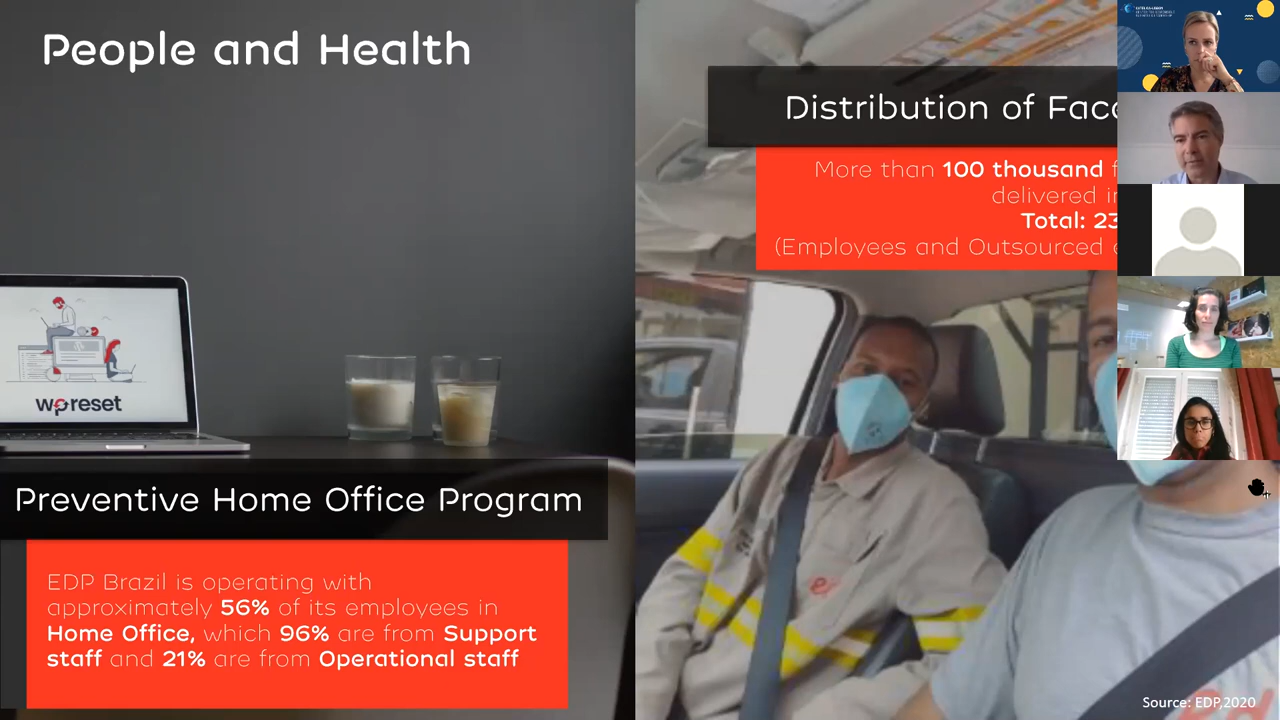 People and Health
wpreset
Preventive Home Office Program
EDP Brazil is operating with
approximately 56% of its employees in
Home Office, which 96% are from Support
staff and 21% are from Operational staff
Distribution of Fac
More than 100 thousand
delivered in
Total: 23
(Employees and Outsourced
Source: EDP,2020